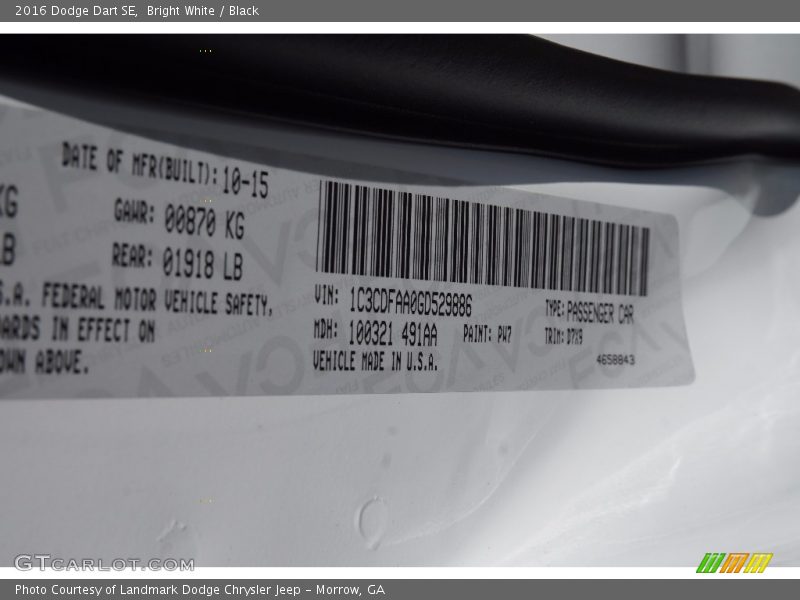 2016 Dodge Dart SE, Bright White / Black
DATE OF MFR(BUILT): 10-15
KG GAWR: 00870 KG
LB REAR: 01918 LB
S.A. FEDERAL MOTOR VEHICLE SAFETY,
ARDS IN EFFECT ON
OWN ABOVE.
VIN: 1C3CDFAA0GD529886 TYPE: PASSENGER CAR
MDH: 100321 491AA PAINT: PW7 TRIM: D7X9
VEHICLE MADE IN U.S.A.
4658843
GTcarlot.com
Photo Courtesy of Landmark Dodge Chrysler Jeep - Morrow, GA